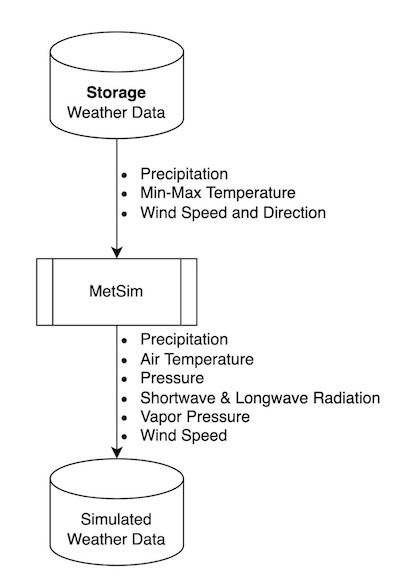 Storage
Weather Data
• Precipitation
• Min-Max Temperature
• Wind Speed and Direction
MetSim
• Precipitation
• Air Temperature
• Pressure
• Shortwave & Longwave Radiation
• Vapor Pressure
• Wind Speed
Simulated
Weather Data